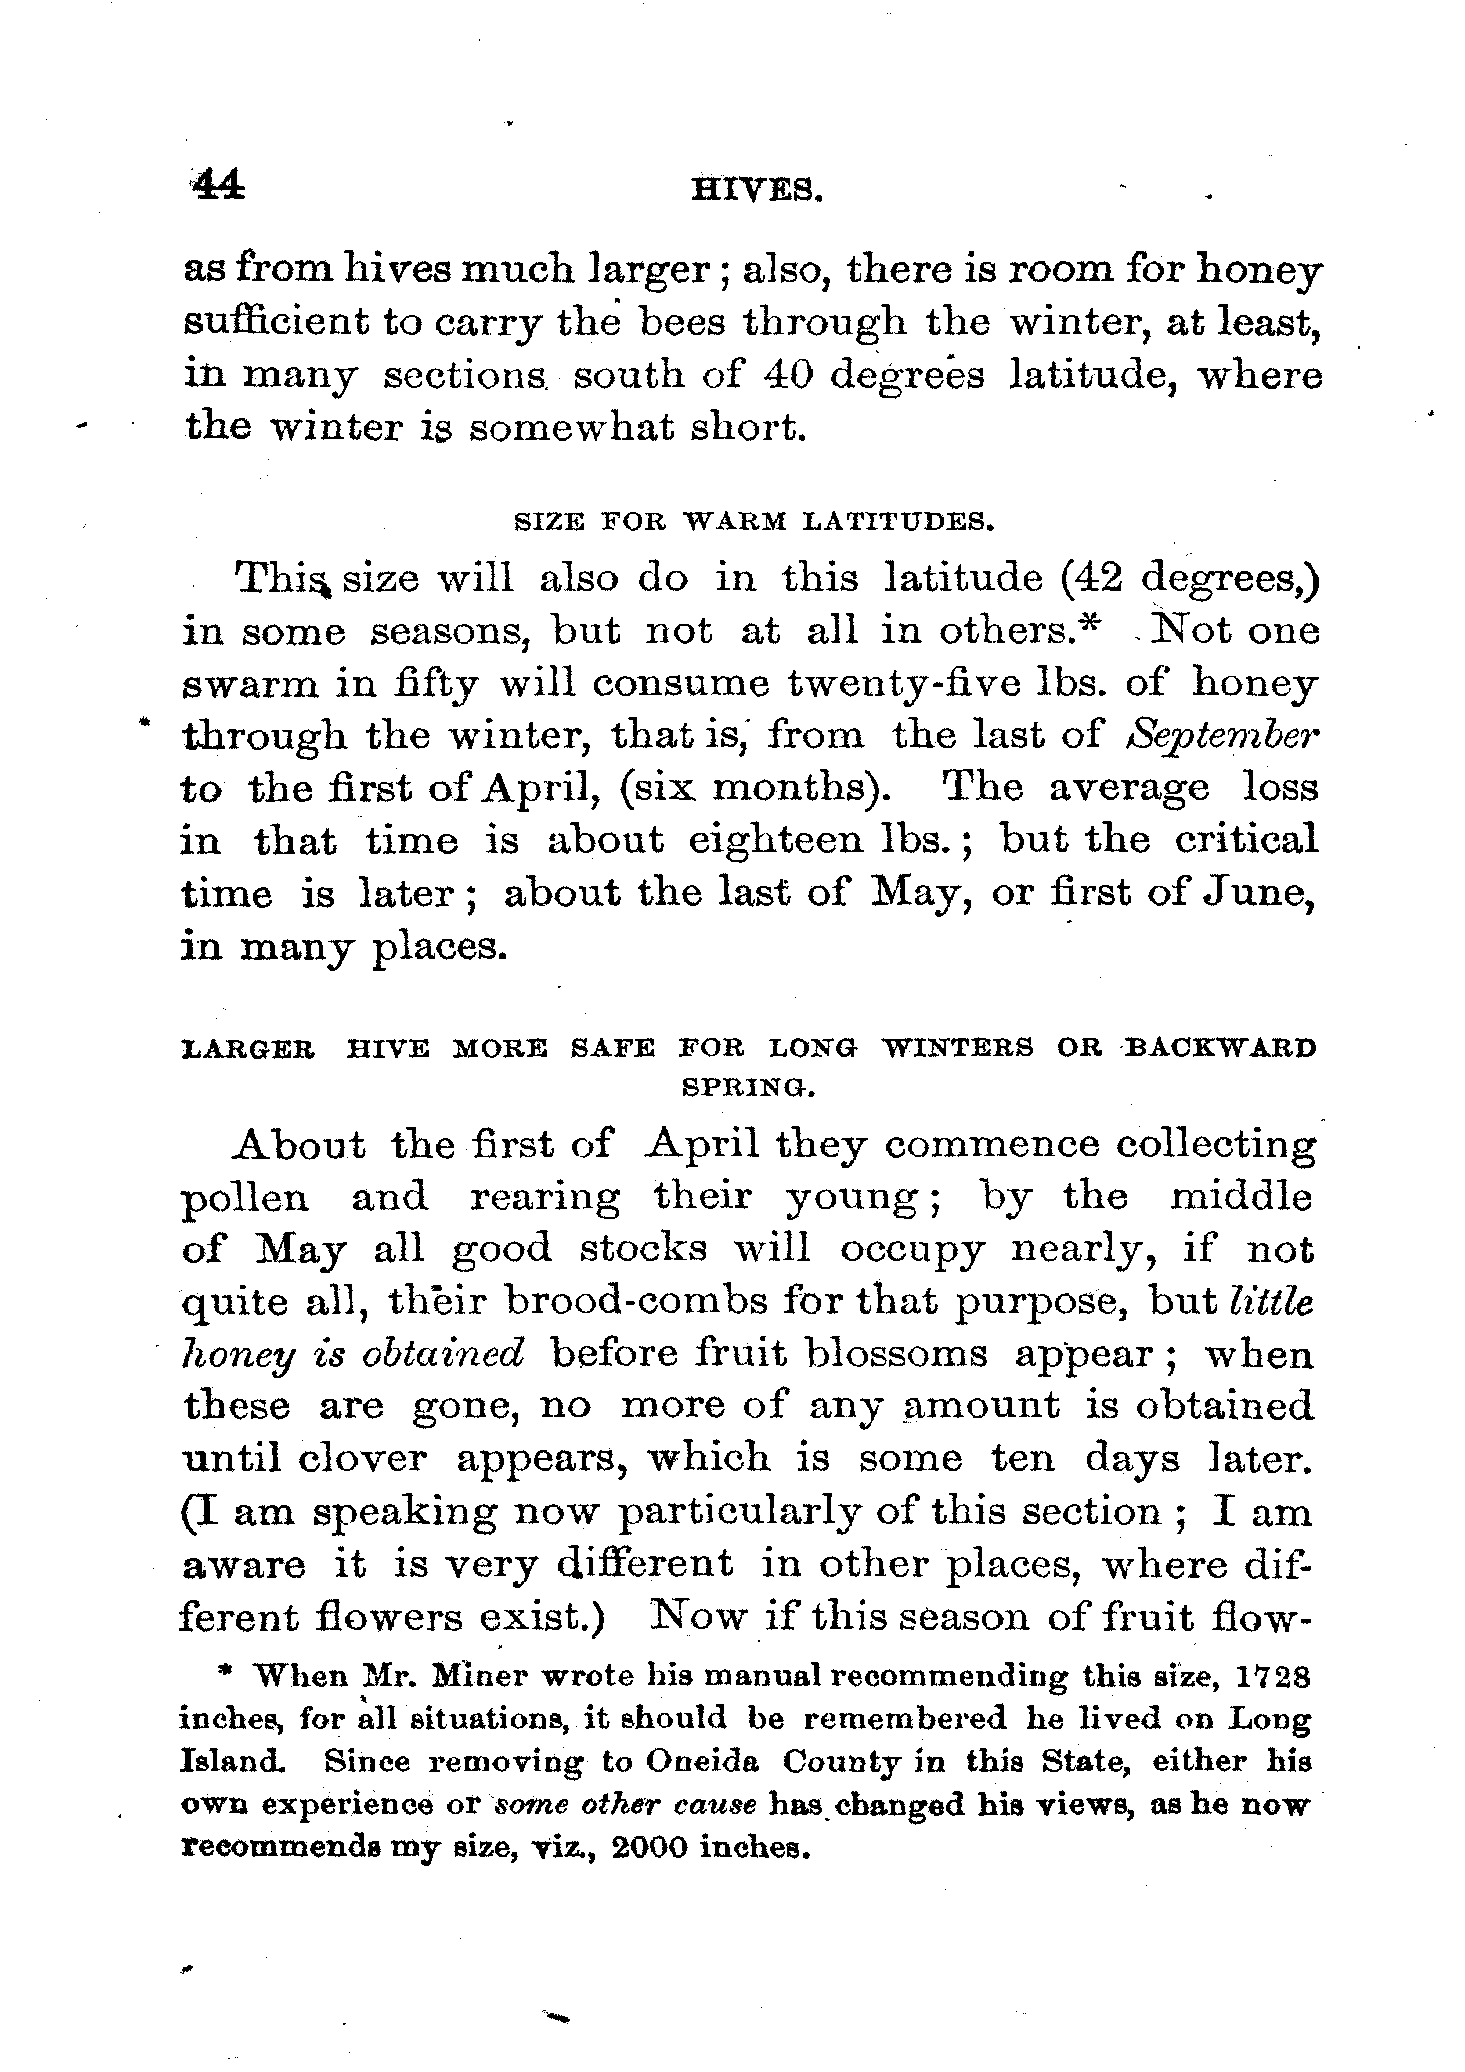 44 HIVES.
as from hives much larger; also, there is room for honey
sufficient to carry the bees through the winter, at least,
in many sections south of 40 degrees latitude, where
the winter is somewhat short.
SIZE FOR WARM LATITUDES.
This size will also do in this latitude (42 degrees,)
in some seasons, but not at all in others.* Not one
swarm in fifty will consume twenty-five lbs. of honey
through the winter, that is, from the last of September
to the first of April, (six months). The average loss
in that time is about eighteen lbs.; but the critical
time is later; about the last of May, or first of June,
in many places.
LARGER HIVE MORE SAFE FOR LONG WINTERS OR BACKWARD
SPRING.
About the first of April they commence collecting
pollen and rearing their young; by the middle
of May all good stocks will occupy nearly, if not
quite all, their brood-combs for that purpose, but little
honey is obtained before fruit blossoms appear; when
these are gone, no more of any amount is obtained
until clover appears, which is some ten days later.
(I am speaking now particularly of this section; I am
aware it is very different in other places, where dif-
ferent flowers exist.) Now if this season of fruit flow-
* When Mr. Miner wrote his manual recommending this size, 1728
inches, for all situations, it should be remembered he lived on Long
Island. Since removing to Oneida County in this State, either his
own experience or some other cause has changed his views, as he now
recommends my size, viz., 2000 inches.